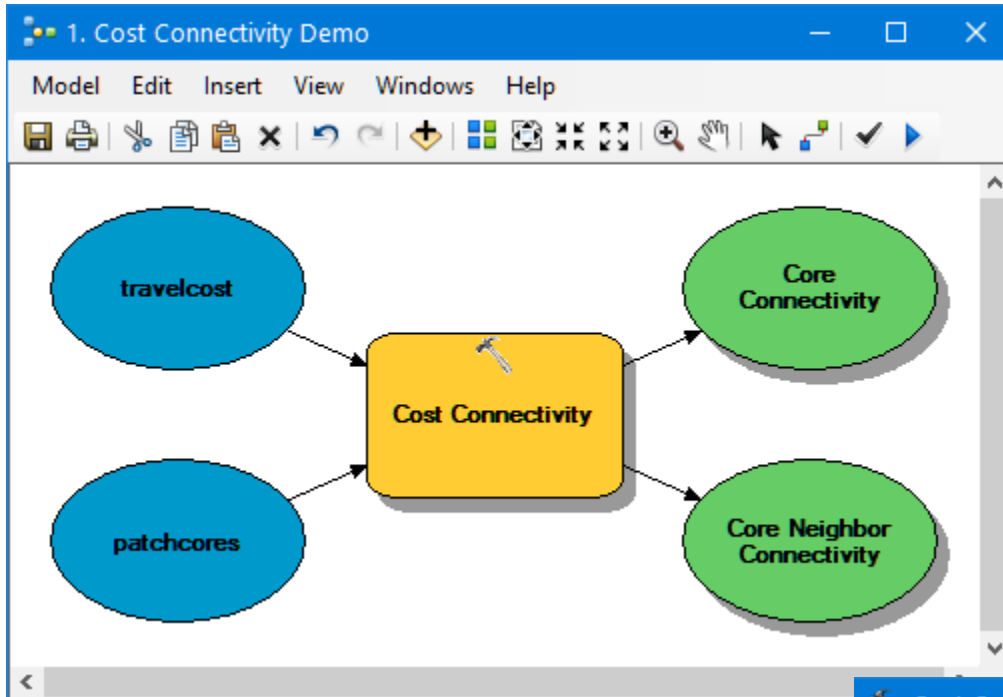 1. Cost Connectivity Demo
Model Edit Insert View Windows Help
travelcost
Core
Connectivity
Cost Connectivity
patchcores
Core Neighbor
Connectivity